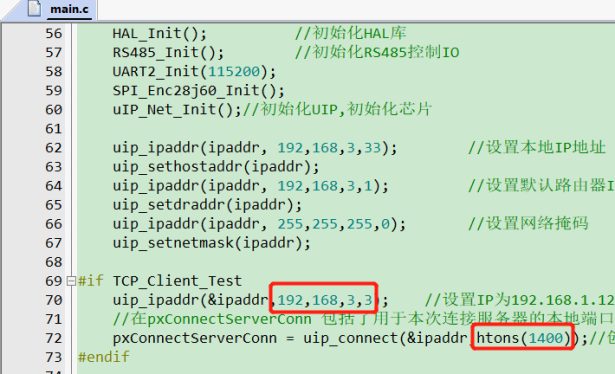 main.c
56 HAL_Init(); //初始化HAL库
57 RS485_Init(); //初始化RS485控制IO
58 UART2_Init(115200);
59 SPI_Enc28j60_Init();
60 uIP_Net_Init();//初始化UIP,初始化芯片
61
62 uip_ipaddr(ipaddr, 192,168,3,33); //设置本地IP地址
63 uip_sethostaddr(ipaddr);
64 uip_ipaddr(ipaddr, 192,168,3,1); //设置默认路由器I
65 uip_setdraddr(ipaddr);
66 uip_ipaddr(ipaddr, 255,255,255,0); //设置网络掩码
67 uip_setnetmask(ipaddr);
68
69 #if TCP_Client_Test
70 uip_ipaddr(&ipaddr,192,168,3,3); //设置IP为192.168.1.12
71 //在pxConnectServerConn 包括了用于本次连接服务器的本地端口
72 pxConnectServerConn = uip_connect(&ipaddr,htons(1400));//
73 #endif